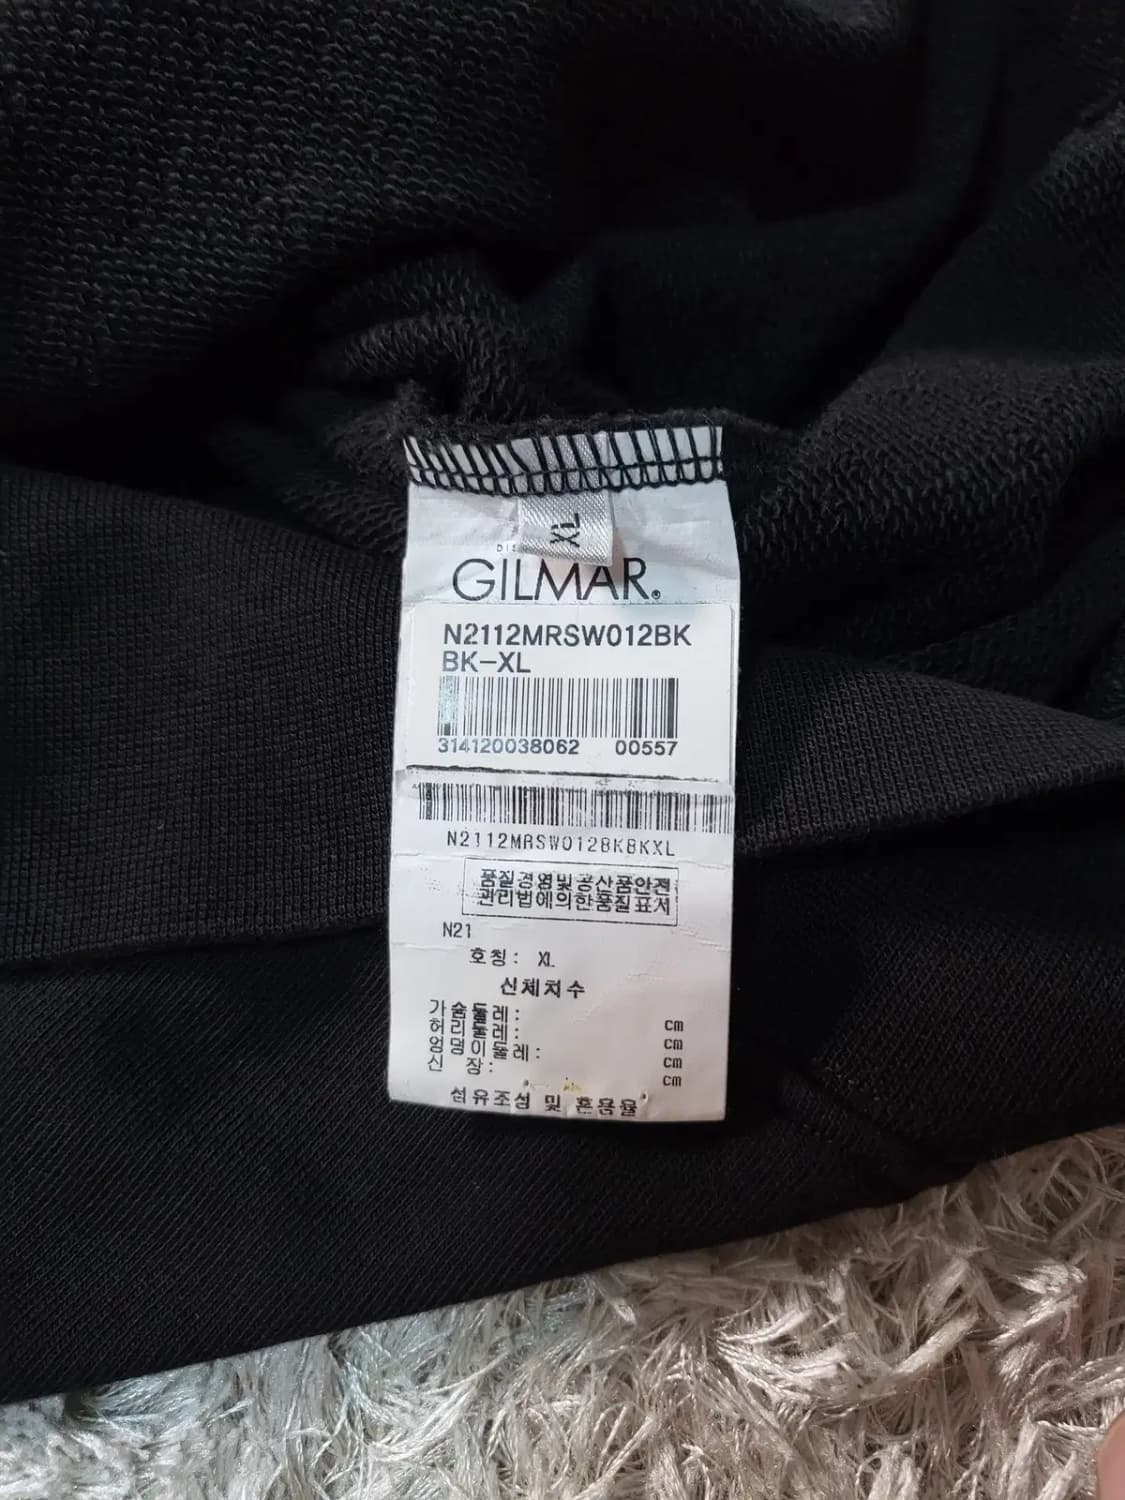 XL
GILMAR.
N2112MRSW012BK
BK-XL
314120038062 00557
N2112MRSW012BKBKXL
품질경영및공산품안전
관리법에의한품질표시
N21
호칭: XL
신체치수
가슴둘레: cm
허리둘레: cm
엉덩이둘레: cm
신 장: cm
섬유조성 및 혼용율